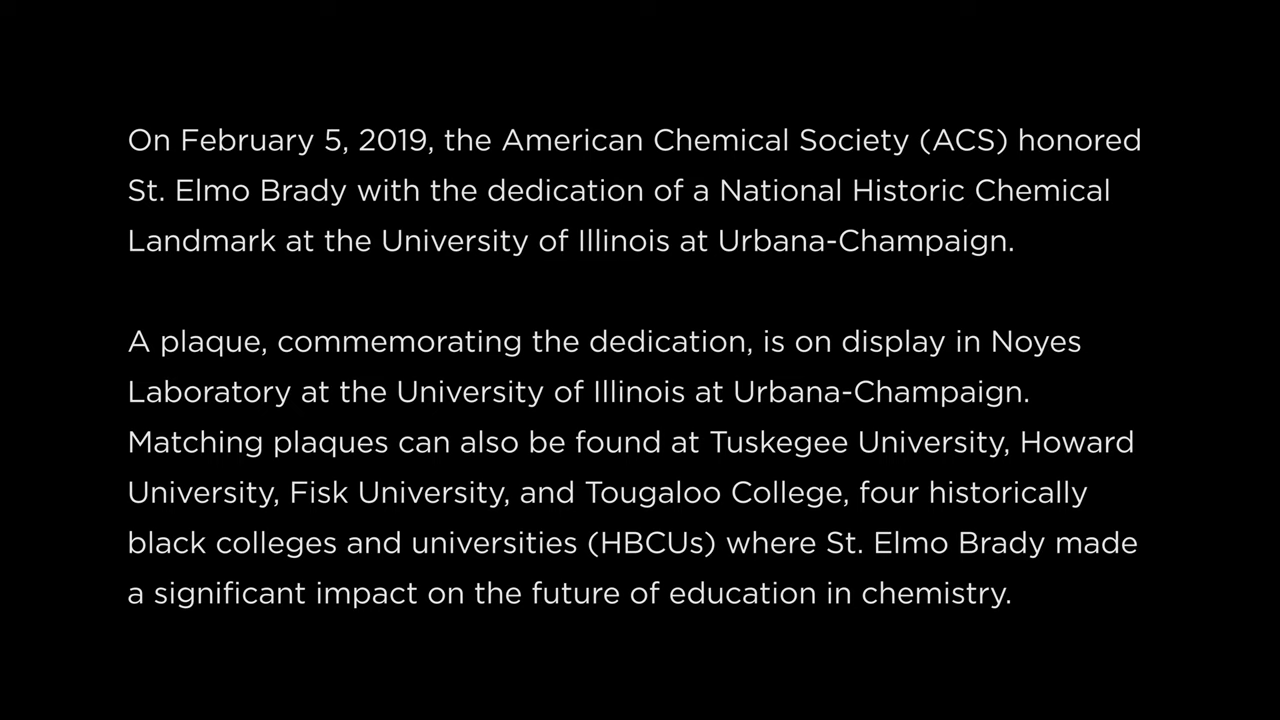 On February 5, 2019, the American Chemical Society (ACS) honored
St. Elmo Brady with the dedication of a National Historic Chemical
Landmark at the University of Illinois at Urbana-Champaign.
A plaque, commemorating the dedication, is on display in Noyes
Laboratory at the University of Illinois at Urbana-Champaign.
Matching plaques can also be found at Tuskegee University, Howard
University, Fisk University, and Tougaloo College, four historically
black colleges and universities (HBCUs) where St. Elmo Brady made
a significant impact on the future of education in chemistry.